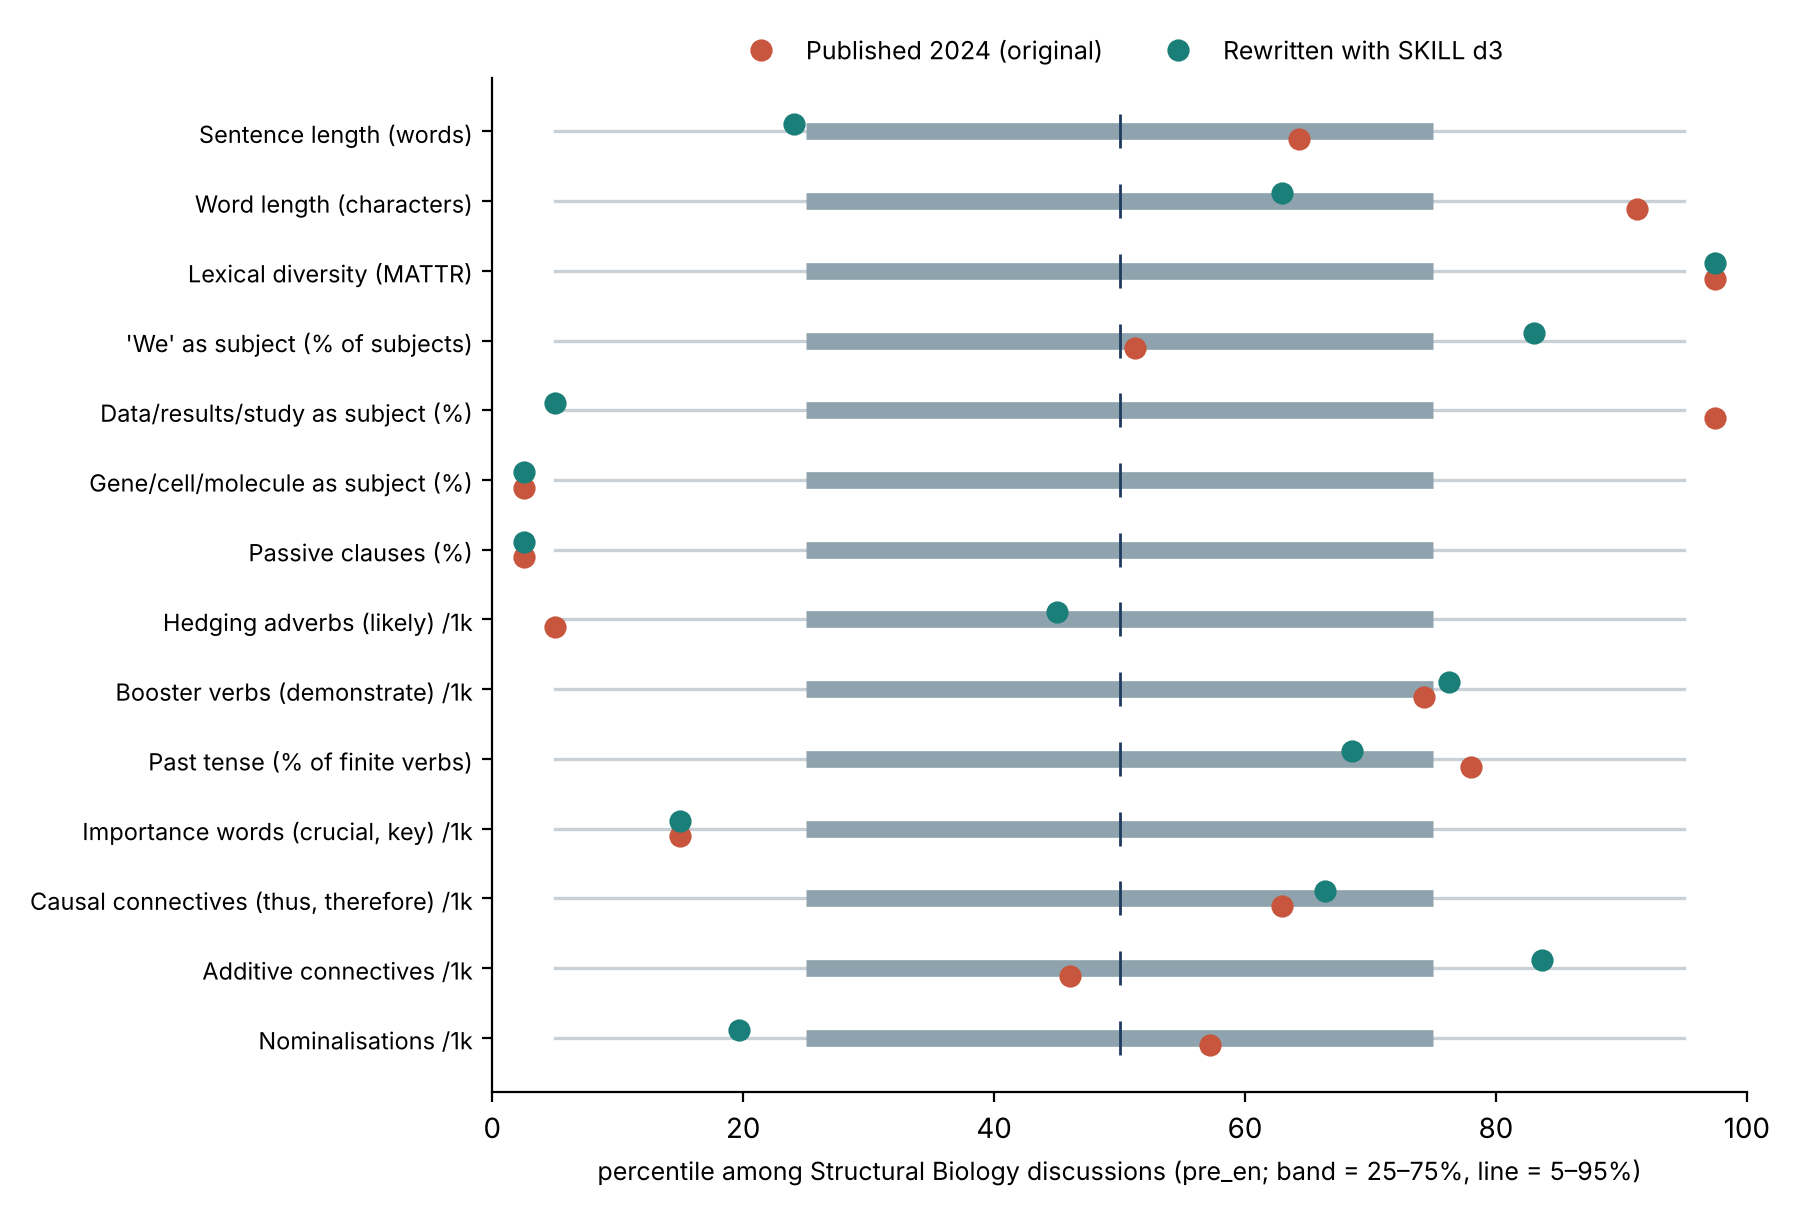 Published 2024 (original) Rewritten with SKILL d3
Sentence length (words)
Word length (characters)
Lexical diversity (MATTR)
'We' as subject (% of subjects)
Data/results/study as subject (%)
Gene/cell/molecule as subject (%)
Passive clauses (%)
Hedging adverbs (likely) /1k
Booster verbs (demonstrate) /1k
Past tense (% of finite verbs)
Importance words (crucial, key) /1k
Causal connectives (thus, therefore) /1k
Additive connectives /1k
Nominalisations /1k
0 20 40 60 80 100
percentile among Structural Biology discussions (pre_en; band = 25–75%, line = 5–95%)